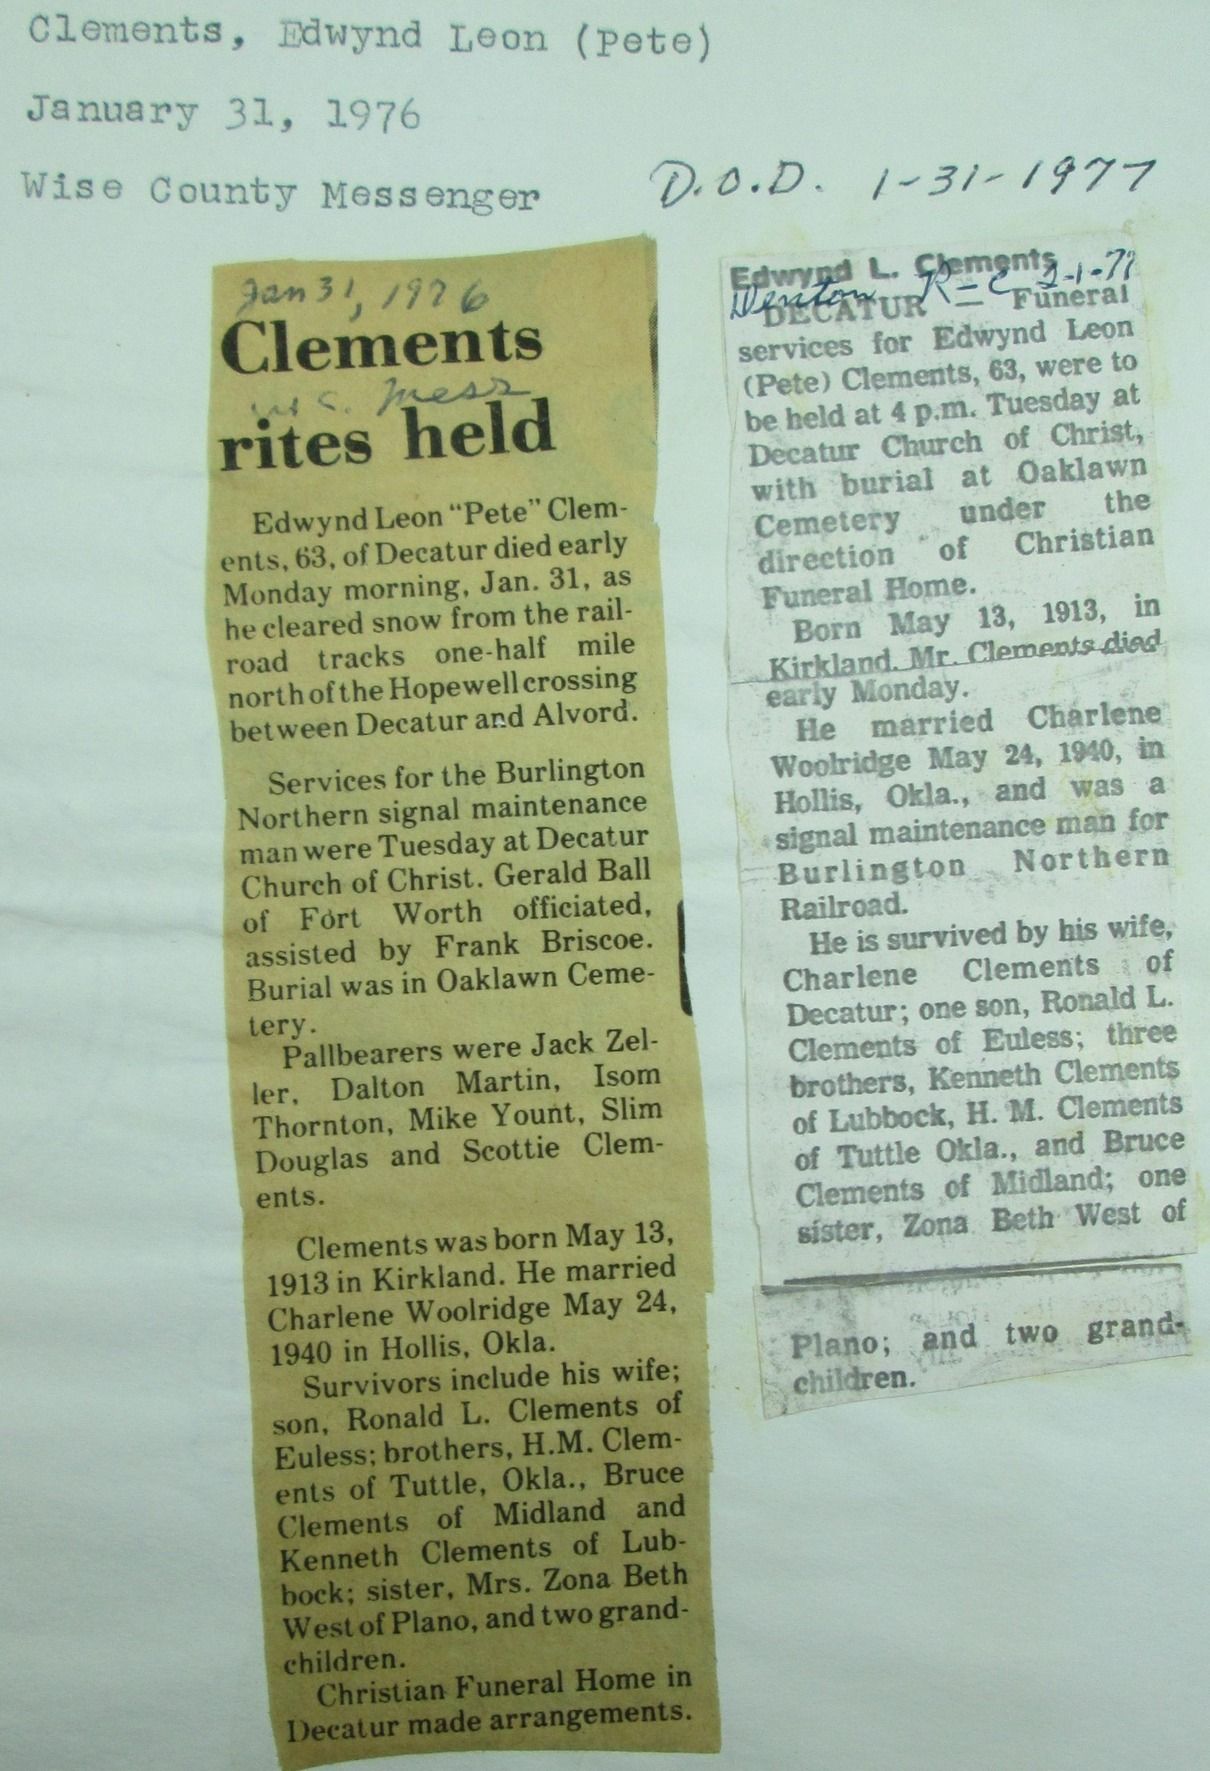 Clements, Edwynd Leon (Pete)
January 31, 1976
Wise County Messenger
D.O.D. 1-31-1977
Jan 31, 1976
Clements
W. C. Mess
rites held
Edwynd Leon "Pete" Clem-
ents, 63, of Decatur died early
Monday morning, Jan. 31, as
he cleared snow from the rail-
road tracks one-half mile
north of the Hopewell crossing
between Decatur and Alvord.
Services for the Burlington
Northern signal maintenance
man were Tuesday at Decatur
Church of Christ. Gerald Ball
of Fort Worth officiated,
assisted by Frank Briscoe.
Burial was in Oaklawn Ceme-
tery.
Pallbearers were Jack Zel-
ler, Dalton Martin, Isom
Thornton, Mike Yount, Slim
Douglas and Scottie Clem-
ents.
Clements was born May 13,
1913 in Kirkland. He married
Charlene Woolridge May 24,
1940 in Hollis, Okla.
Survivors include his wife;
son, Ronald L. Clements of
Euless; brothers, H.M. Clem-
ents of Tuttle, Okla., Bruce
Clements of Midland and
Kenneth Clements of Lub-
bock; sister, Mrs. Zona Beth
West of Plano, and two grand-
children.
Christian Funeral Home in
Decatur made arrangements.
Edwynd L. Clements
Denton R-C 2-1-77
DECATUR Funeral
services for Edwynd Leon
(Pete) Clements, 63, were to
be held at 4 p.m. Tuesday at
Decatur Church of Christ,
with burial at Oaklawn
Cemetery under the
direction of Christian
Funeral Home.
Born May 13, 1913, in
Kirkland, Mr. Clements died
early Monday.
He married Charlene
Woolridge May 24, 1940, in
Hollis, Okla., and was a
signal maintenance man for
Burlington Northern
Railroad.
He is survived by his wife,
Charlene Clements of
Decatur; one son, Ronald L.
Clements of Euless; three
brothers, Kenneth Clements
of Lubbock, H. M. Clements
of Tuttle Okla., and Bruce
Clements of Midland; one
sister, Zona Beth West of
Plano; and two grand-
children.